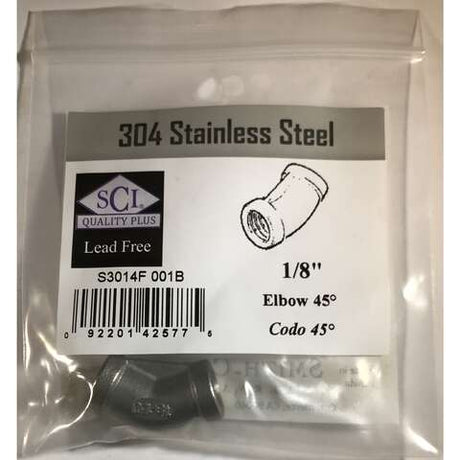 304 Stainless Steel
SCI
QUALITY PLUS
Lead Free
S3014F 001B
0 92201 42577 6
1/8"
Elbow 45°
Codo 45°